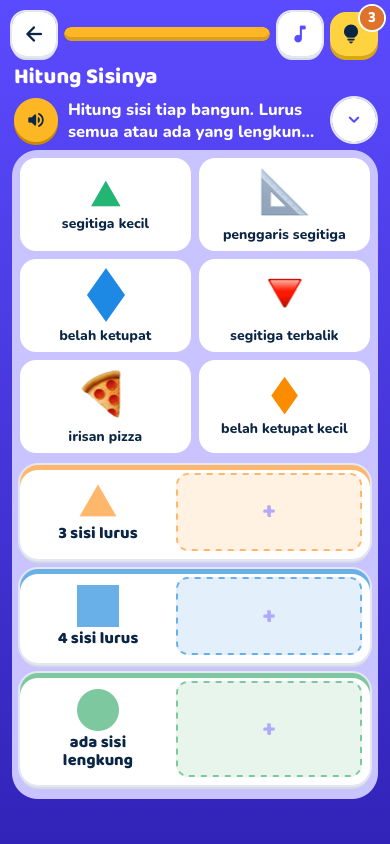 3
Hitung Sisinya
Hitung sisi tiap bangun. Lurus
semua atau ada yang lengkun...
segitiga kecil
penggaris segitiga
belah ketupat
segitiga terbalik
irisan pizza
belah ketupat kecil
3 sisi lurus
+
4 sisi lurus
+
ada sisi
lengkung
+